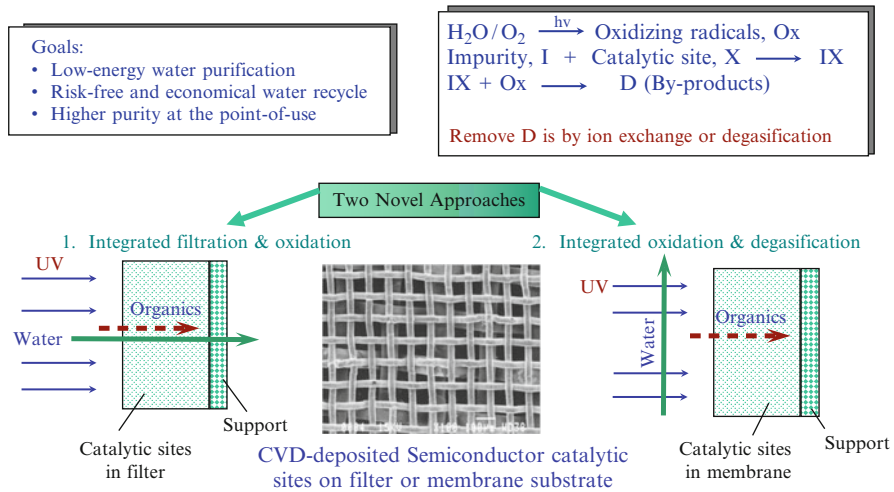 Goals:
• Low-energy water purification
• Risk-free and economical water recycle
• Higher purity at the point-of-use
H₂O/O₂ hν ⟶ Oxidizing radicals, Ox
Impurity, I + Catalytic site, X ⟶ IX
IX + Ox ⟶ D (By-products)
Remove D is by ion exchange or degasification
Two Novel Approaches
1. Integrated filtration & oxidation
UV
Organics
Water
Catalytic sites
in filter
Support
CVD-deposited Semiconductor catalytic
sites on filter or membrane substrate
2. Integrated oxidation & degasification
UV
Organics
Water
Catalytic sites
in membrane
Support